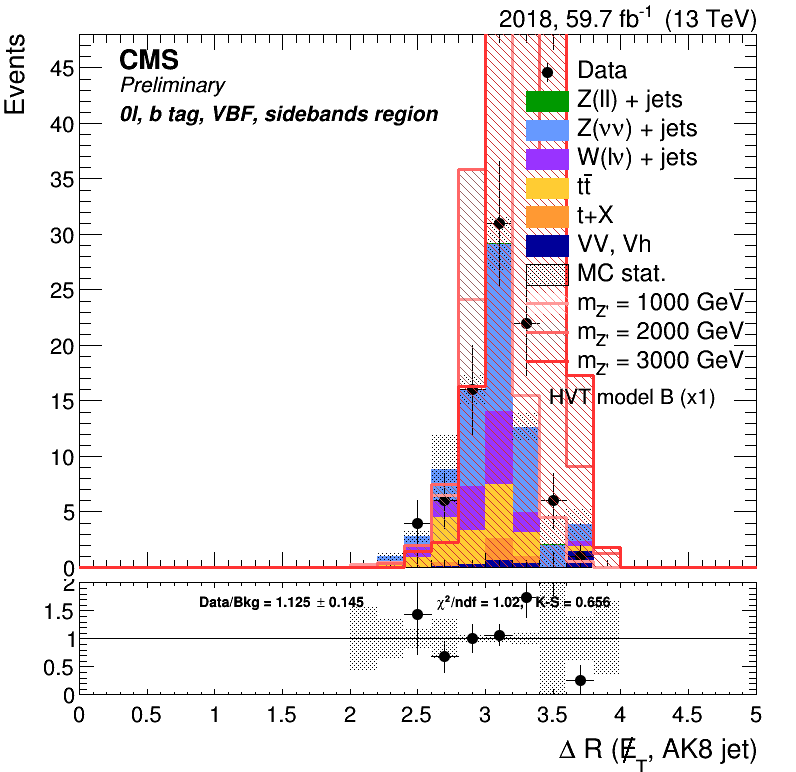 2018, 59.7 fb⁻¹ (13 TeV)
Events
CMS
Preliminary
0l, b tag, VBF, sidebands region
Data
Z(ll) + jets
Z(νν) + jets
W(lν) + jets
tt̄
t+X
VV, Vh
MC stat.
m_Z' = 1000 GeV
m_Z' = 2000 GeV
m_Z' = 3000 GeV
HVT model B (x1)
45
40
35
30
25
20
15
10
5
0
Data/Bkg = 1.125 ± 0.145 χ²/ndf = 1.02, K-S = 0.656
2
1.5
1
0.5
0
0 0.5 1 1.5 2 2.5 3 3.5 4 4.5 5
Δ R (E̸_T, AK8 jet)